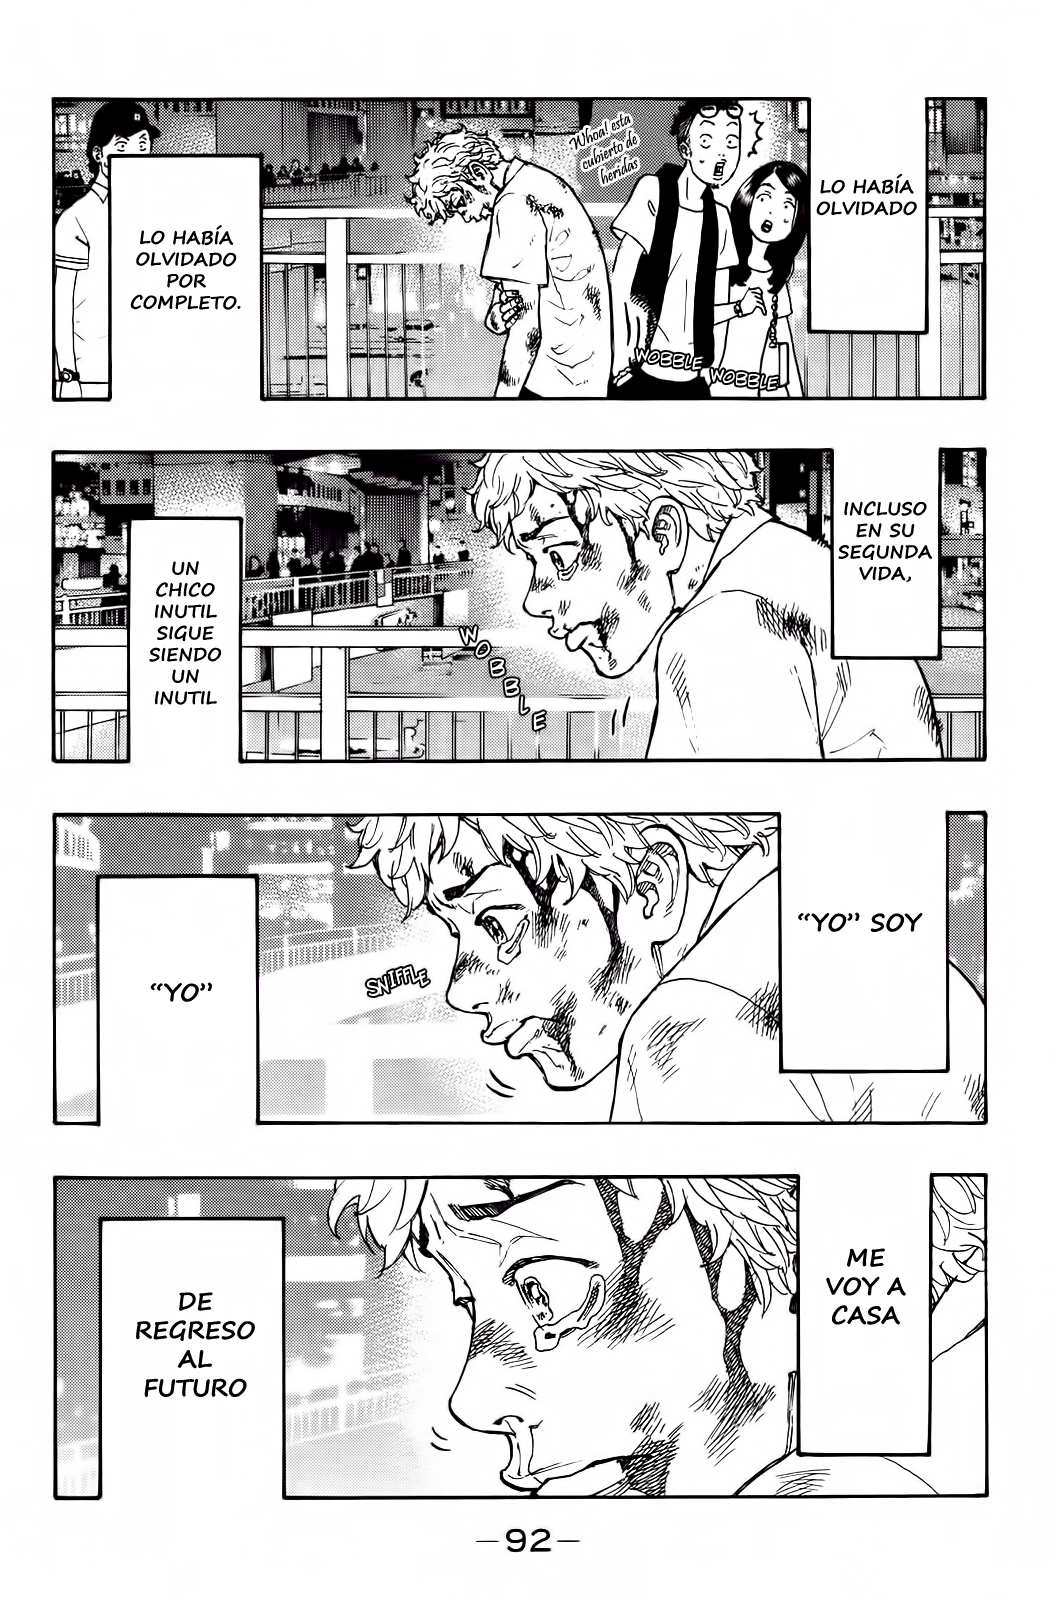 LO HABÍA
OLVIDADO
Whoa! esta
cubierto de
heridas
WOBBLE
WOBBLE
LO HABÍA
OLVIDADO
POR
COMPLETO.
INCLUSO
EN SU
SEGUNDA
VIDA,
WOBBLE
UN
CHICO
INUTIL
SIGUE
SIENDO
UN
INUTIL
“YO” SOY
SNIFFLE
“YO”
ME
VOY A
CASA
DE
REGRESO
AL
FUTURO
—92—